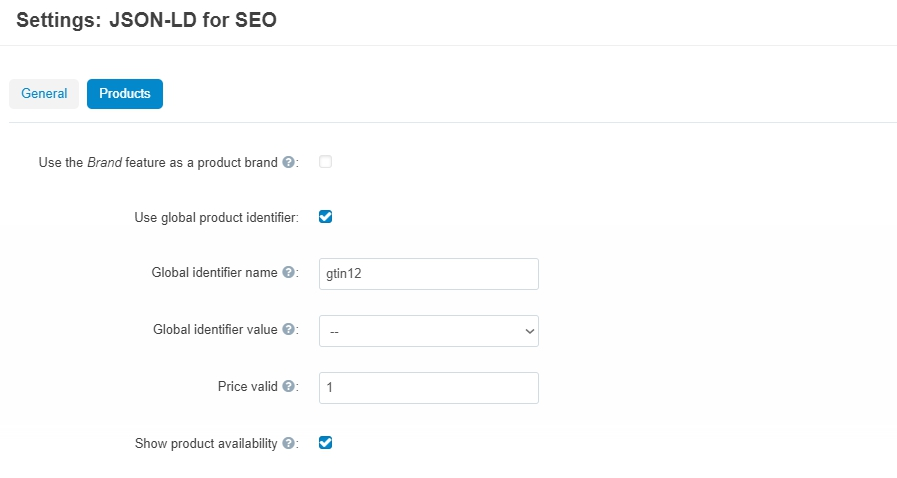 Settings: JSON-LD for SEO
General Products
Use the Brand feature as a product brand ?:
Use global product identifier:
Global identifier name ?: gtin12
Global identifier value ?: --
Price valid ?: 1
Show product availability ?: